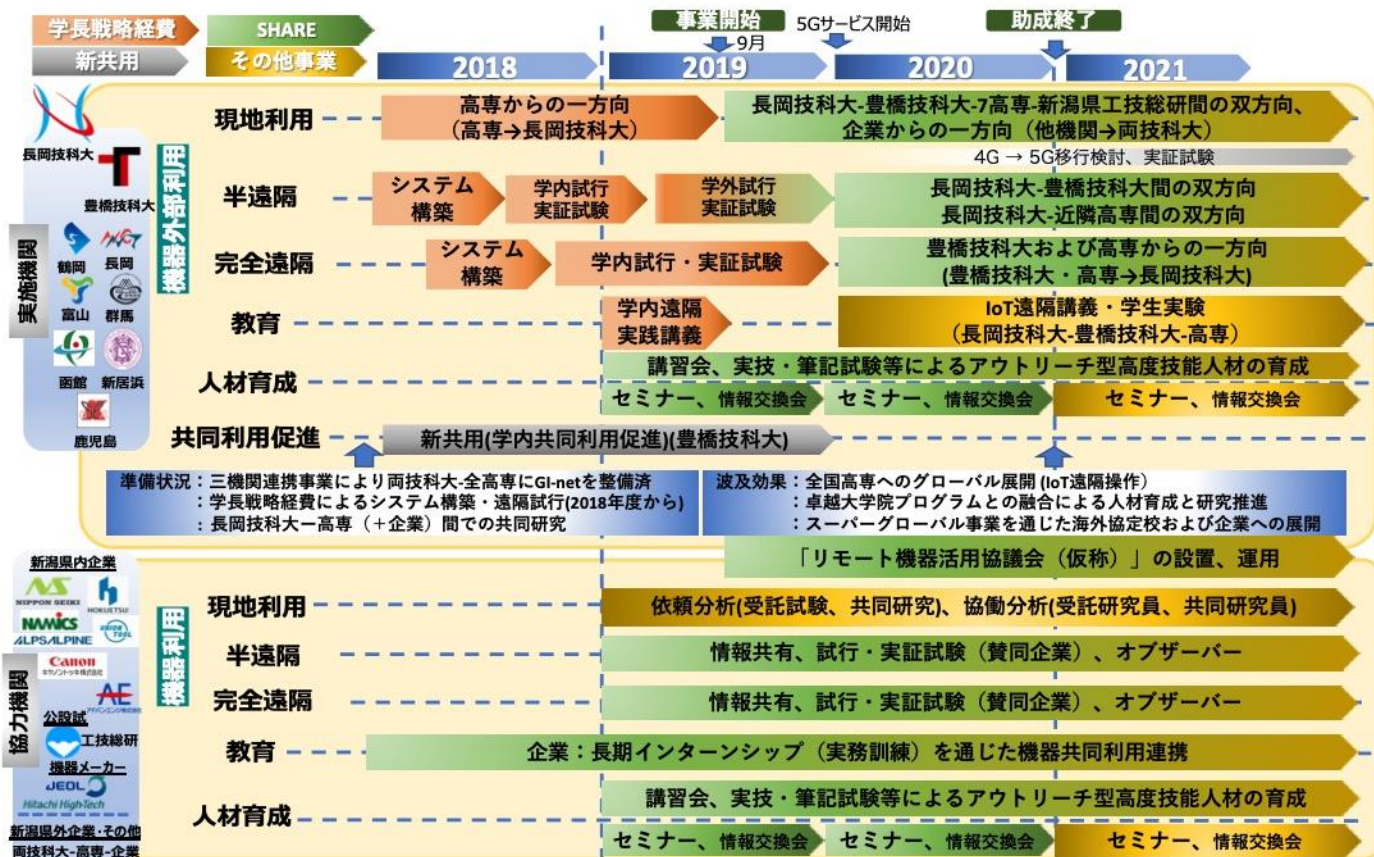 学長戦略経費
SHARE
新共用
その他事業
事業開始
9月
5Gサービス開始
助成終了
2018
2019
2020
2021
長岡技科大
豊橋技科大
実施機関
鶴岡
長岡
富山
群馬
函館
新居浜
鹿児島
機器外部利用
現地利用
高専からの一方向
(高専→長岡技科大)
長岡技科大-豊橋技科大-7高専-新潟県工技総研間の双方向、
企業からの一方向(他機関→両技科大)
4G → 5G移行検討、実証試験
半遠隔
システム
構築
学内試行
実証試験
学外試行
実証試験
長岡技科大-豊橋技科大間の双方向
長岡技科大-近隣高専間の双方向
完全遠隔
システム
構築
学内試行・実証試験
豊橋技科大および高専からの一方向
(豊橋技科大・高専→長岡技科大)
教育
学内遠隔
実践講義
IoT遠隔講義・学生実験
(長岡技科大-豊橋技科大-高専)
人材育成
講習会、実技・筆記試験等によるアウトリーチ型高度技能人材の育成
セミナー、情報交換会
セミナー、情報交換会
セミナー、情報交換会
共同利用促進
新共用(学内共同利用促進)(豊橋技科大)
準備状況：三機関連携事業により両技科大-全高専にGI-netを整備済
：学長戦略経費によるシステム構築・遠隔試行(2018年度から)
：長岡技科大ー高専（＋企業）間での共同研究
波及効果：全国高専へのグローバル展開 (IoT遠隔操作)
：卓越大学院プログラムとの融合による人材育成と研究推進
：スーパーグローバル事業を通じた海外協定校および企業への展開
「リモート機器活用協議会（仮称）」の設置、運用
協力機関
新潟県内企業
NS
NIPPON SEIKI
HOKUETSU
NAMICS
UNION TOOL
ALPSALPINE
Canon
キヤノントッキ株式会社
AE
アドバンエンジ株式会社
公設試
工技総研
機器メーカー
JEOL
Hitachi High-Tech
新潟県外企業・その他
両技科大-高専-企業
機器利用
現地利用
依頼分析(受託試験、共同研究)、協働分析(受託研究員、共同研究員)
半遠隔
情報共有、試行・実証試験（賛同企業）、オブザーバー
完全遠隔
情報共有、試行・実証試験（賛同企業）、オブザーバー
教育
企業：長期インターンシップ（実務訓練）を通じた機器共同利用連携
人材育成
講習会、実技・筆記試験等によるアウトリーチ型高度技能人材の育成
セミナー、情報交換会
セミナー、情報交換会
セミナー、情報交換会